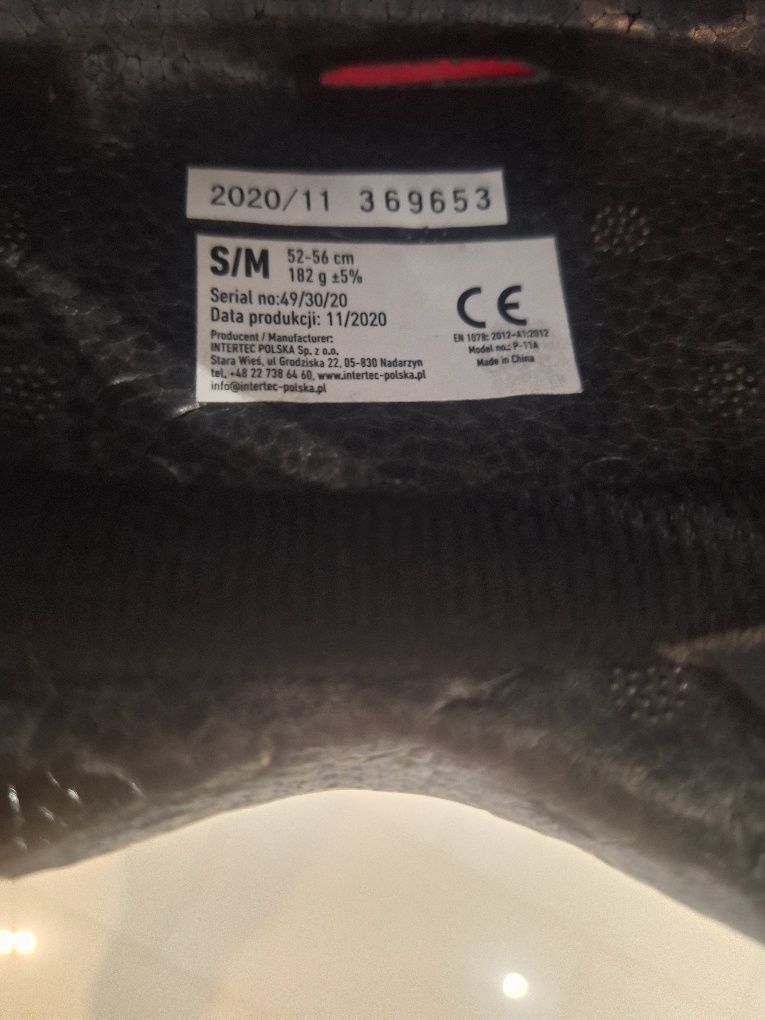 2020/11 369653
S/M 52-56 cm
182 g ±5%
Serial no:49/30/20
Data produkcji: 11/2020
Producent / Manufacturer:
INTERTEC POLSKA Sp. z o.o.
Stara Wieś, ul Grodziska 22, 05-830 Nadarzyn
tel. +48 22 738 64 60, www.intertec-polska.pl
info@intertec-polska.pl
CE
EN 1078: 2012+A1:2012
Model no.: P-11A
Made in China